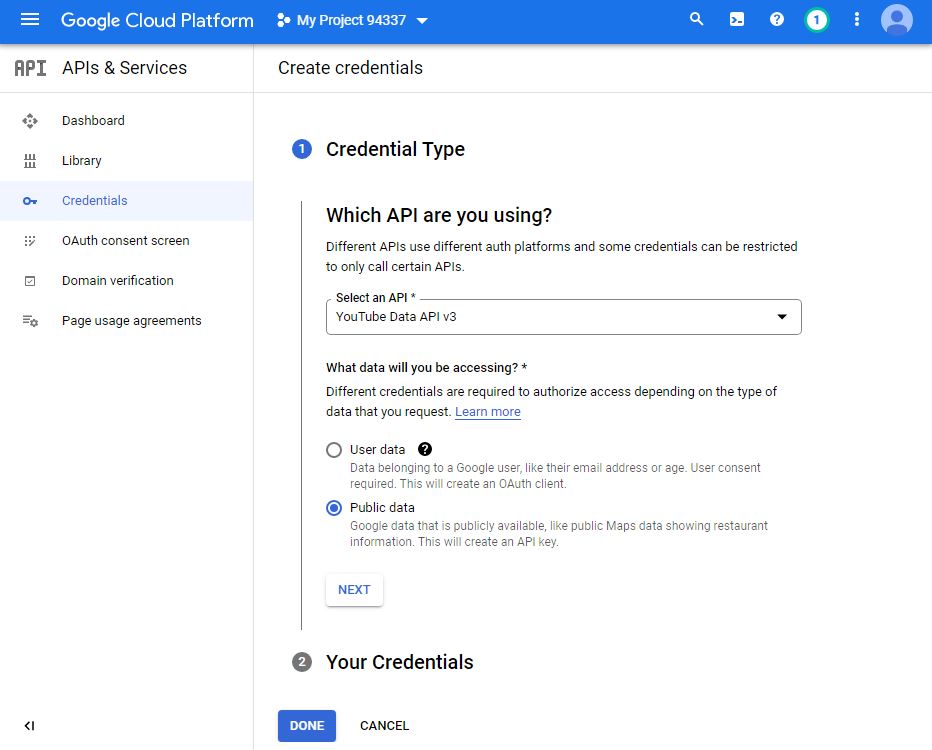 Google Cloud Platform
My Project 94337
1
API
APIs & Services
Create credentials
Dashboard
Library
Credentials
OAuth consent screen
Domain verification
Page usage agreements
1
Credential Type
Which API are you using?
Different APIs use different auth platforms and some credentials can be restricted
to only call certain APIs.
Select an API *
YouTube Data API v3
What data will you be accessing? *
Different credentials are required to authorize access depending on the type of
data that you request. Learn more
User data
Data belonging to a Google user, like their email address or age. User consent
required. This will create an OAuth client.
Public data
Google data that is publicly available, like public Maps data showing restaurant
information. This will create an API key.
NEXT
2
Your Credentials
DONE
CANCEL